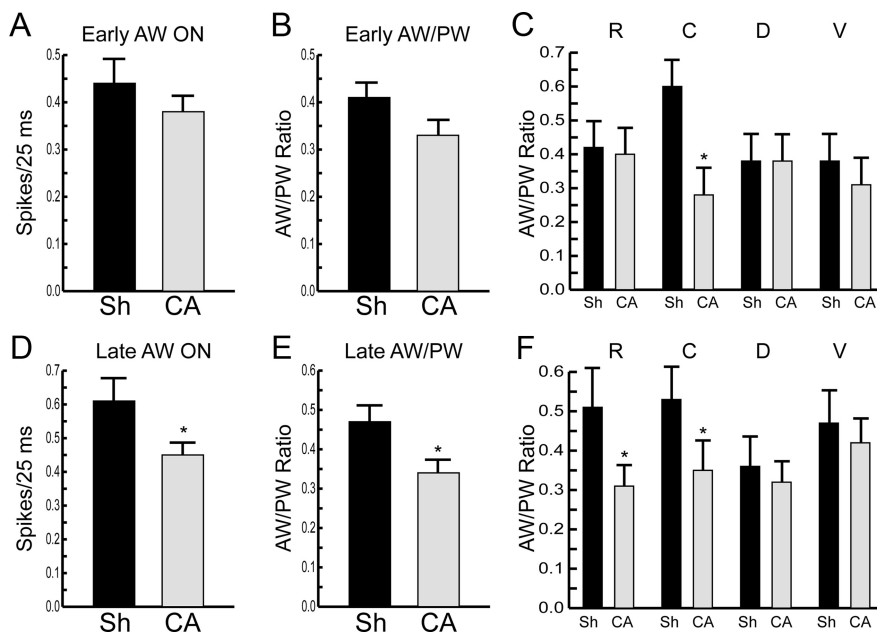 A
Early AW ON
Spikes/25 ms
0.5
0.4
0.3
0.2
0.1
0.0
Sh CA
B
Early AW/PW
AW/PW Ratio
0.5
0.4
0.3
0.2
0.1
0.0
Sh CA
C
R C D V
AW/PW Ratio
0.7
0.6
0.5
0.4
0.3
0.2
0.1
0.0
*
Sh CA Sh CA Sh CA Sh CA
D
Late AW ON
Spikes/25 ms
0.7
0.6
0.5
0.4
0.3
0.2
0.1
0.0
*
Sh CA
E
Late AW/PW
AW/PW Ratio
0.6
0.5
0.4
0.3
0.2
0.1
0.0
*
Sh CA
F
R C D V
AW/PW Ratio
0.6
0.5
0.4
0.3
0.2
0.1
0.0
* *
Sh CA Sh CA Sh CA Sh CA